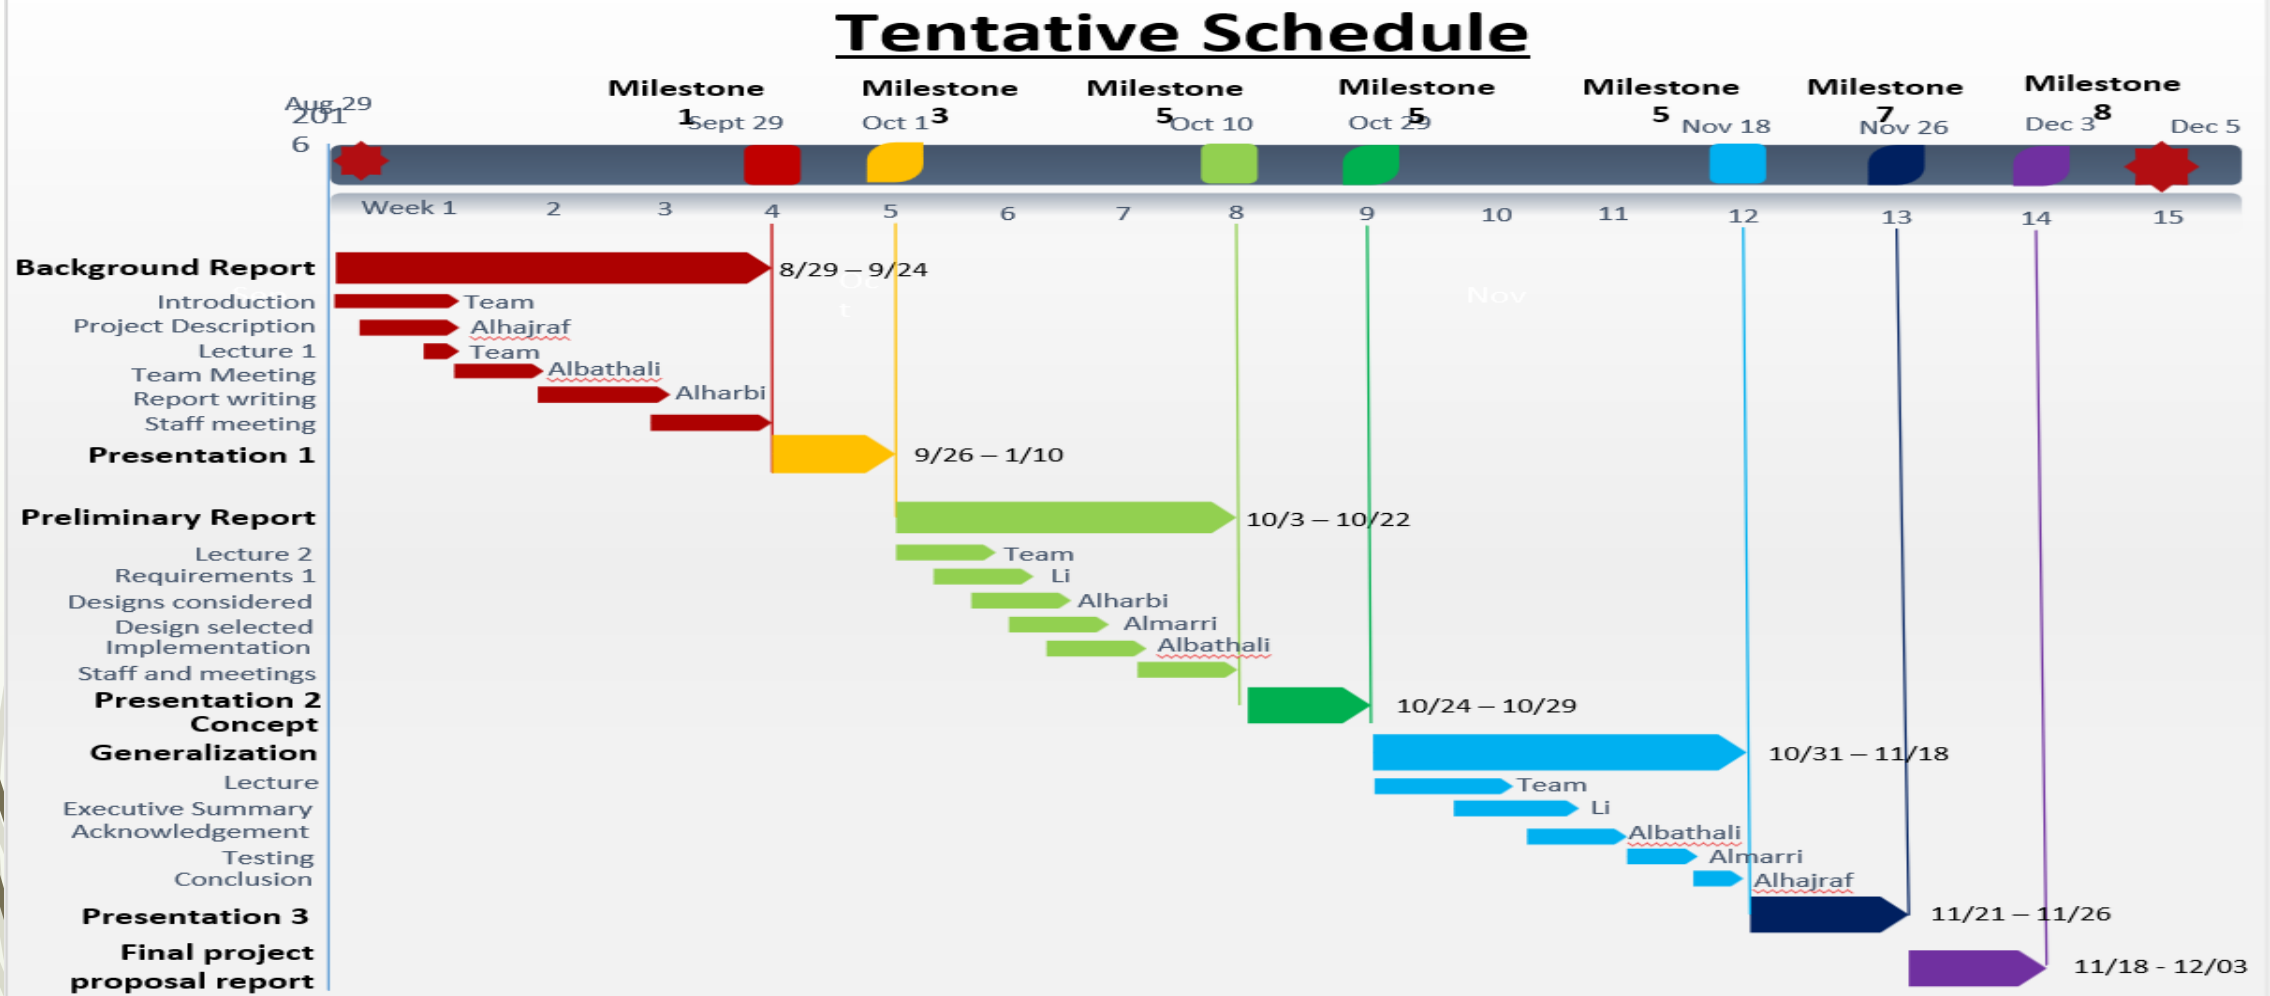 Tentative Schedule
Milestone 1
Milestone 3
Milestone 5
Milestone 5
Milestone 5
Milestone 7
Milestone 8
Aug 29
2016
Sept 29
Oct 1
Oct 10
Oct 29
Nov 18
Nov 26
Dec 3
Dec 5
Week 1 2 3 4 5 6 7 8 9 10 11 12 13 14 15
Background Report 8/29 – 9/24
Oct
Nov
Introduction Team
Project Description Alhajraf
Lecture 1 Team
Team Meeting Albathali
Report writing Alharbi
Staff meeting
Presentation 1 9/26 – 1/10
Preliminary Report 10/3 – 10/22
Lecture 2 Team
Requirements 1 Li
Designs considered Alharbi
Design selected Almarri
Implementation Albathali
Staff and meetings
Presentation 2 10/24 – 10/29
Concept
Generalization 10/31 – 11/18
Lecture Team
Executive Summary Li
Acknowledgement Albathali
Testing Almarri
Conclusion Alhajraf
Presentation 3 11/21 – 11/26
Final project
proposal report 11/18 - 12/03